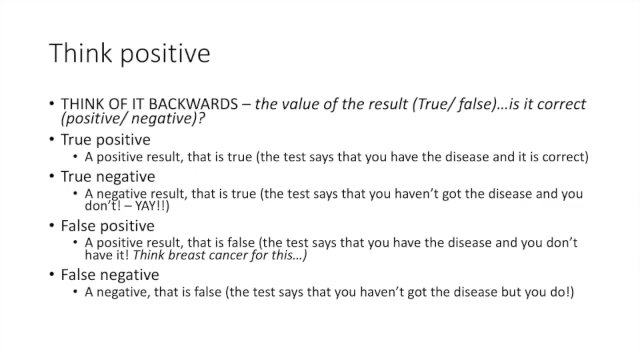 Think positive
• THINK OF IT BACKWARDS – the value of the result (True/ false)…is it correct
(positive/ negative)?
• True positive
• A positive result, that is true (the test says that you have the disease and it is correct)
• True negative
• A negative result, that is true (the test says that you haven't got the disease and you
don't! – YAY!!)
• False positive
• A positive result, that is false (the test says that you have the disease and you don't
have it! Think breast cancer for this…)
• False negative
• A negative, that is false (the test says that you haven't got the disease but you do!)